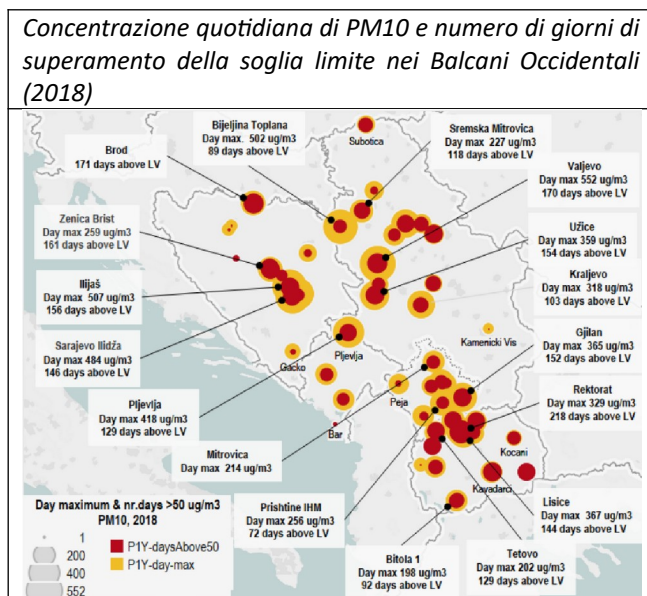 Concentrazione quotidiana di PM10 e numero di giorni di
superamento della soglia limite nei Balcani Occidentali
(2018)
Bijeljina Toplana
Day max. 502 ug/m3
89 days above LV
Subotica
Sremska Mitrovica
Day max 227 ug/m3
118 days above LV
Brod
171 days above LV
Valjevo
Day max 552 ug/m3
170 days above LV
Zenica Brist
Day max 259 ug/m3
161 days above LV
Užice
Day max 359 ug/m3
154 days above LV
Ilijaš
Day max 507 ug/m3
156 days above LV
Kraljevo
Day max 318 ug/m3
103 days above LV
Sarajevo Ilidža
Day max 484 ug/m3
146 days above LV
Kamenicki Vis
Gjilan
Day max 365 ug/m3
152 days above LV
Pljevlja
Gacko
Peja
Pljevlja
Day max 418 ug/m3
129 days above LV
Rektorat
Day max 329 ug/m3
218 days above LV
Bar
Mitrovica
Day max 214 ug/m3
Kocani
Kavadarci
Prishtine IHM
Day max 256 ug/m3
72 days above LV
Lisice
Day max 367 ug/m3
144 days above LV
Bitola 1
Day max 198 ug/m3
92 days above LV
Tetovo
Day max 202 ug/m3
129 days above LV
Day maximum & nr.days >50 ug/m3
PM10, 2018
1
200
400
552
P1Y-daysAbove50
P1Y-day-max